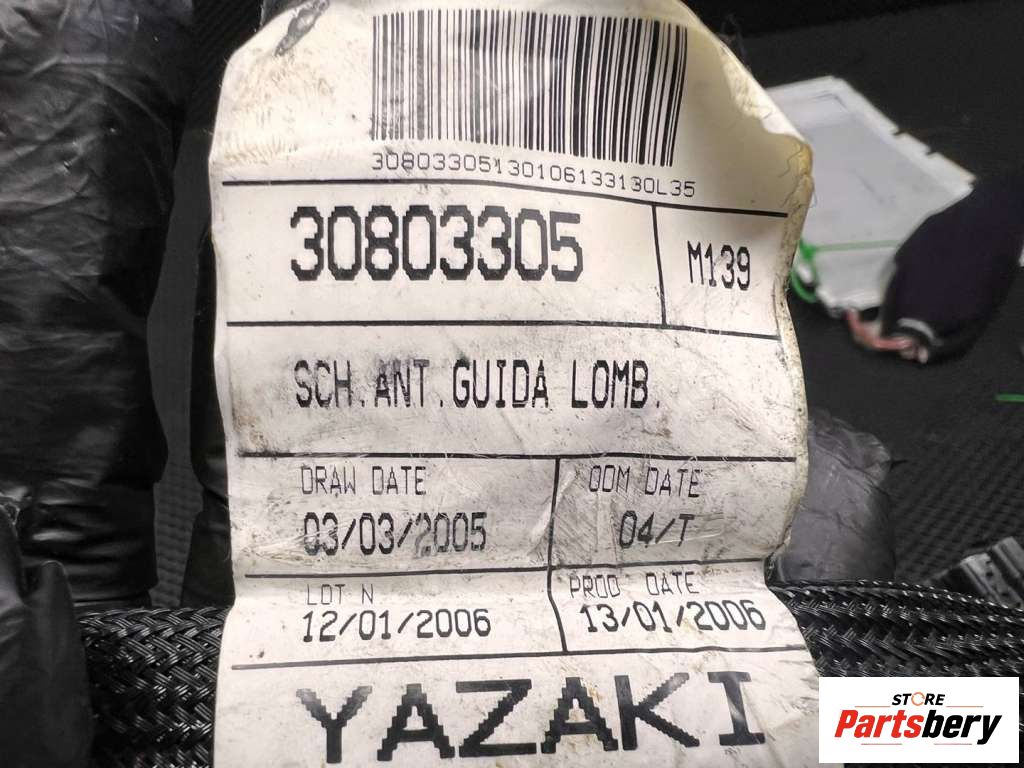 30803305130106133130L35
30803305
M139
SCH.ANT.GUIDA LOMB.
DRAW DATE
03/03/2005
ODM DATE
04/T
LOT N
12/01/2006
PROD DATE
13/01/2006
YAZAKI
STORE
Partsbery